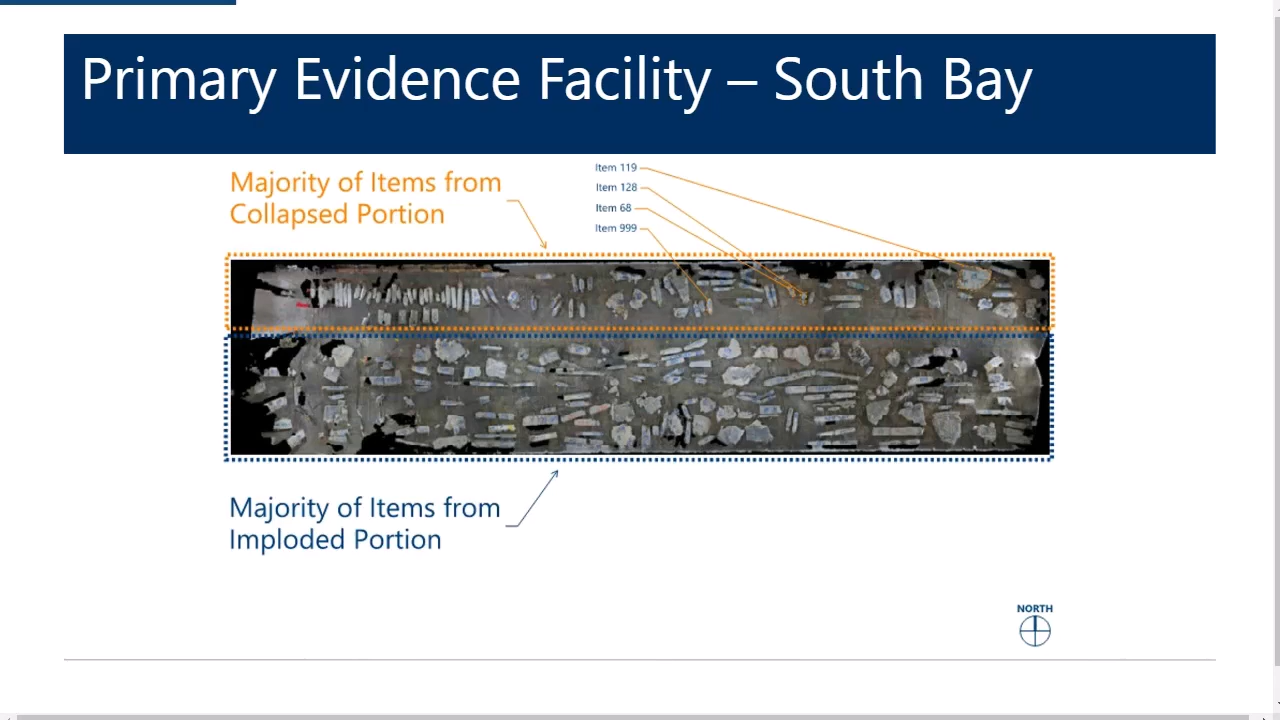 Primary Evidence Facility – South Bay
Majority of Items from
Collapsed Portion
Item 119
Item 128
Item 68
Item 999
Majority of Items from
Imploded Portion
NORTH